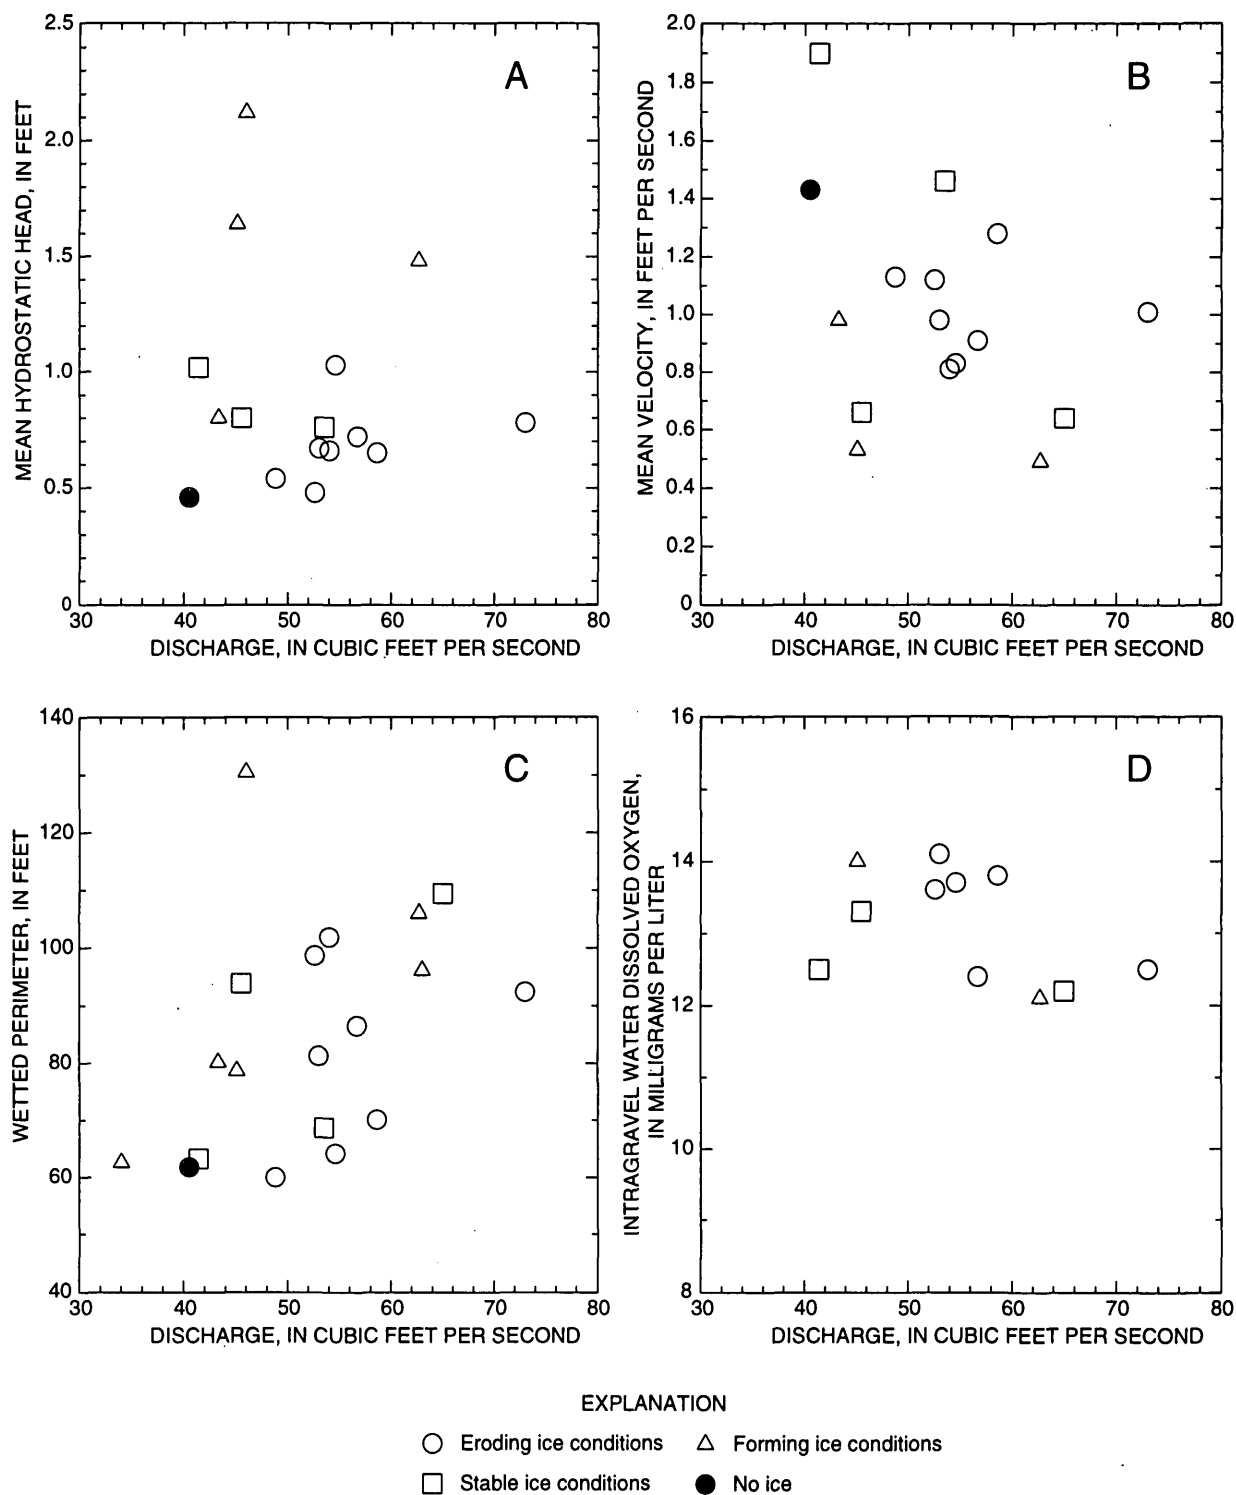 A
MEAN HYDROSTATIC HEAD, IN FEET
2.5
2.0
1.5
1.0
0.5
0
30 40 50 60 70 80
DISCHARGE, IN CUBIC FEET PER SECOND
B
MEAN VELOCITY, IN FEET PER SECOND
2.0
1.8
1.6
1.4
1.2
1.0
0.8
0.6
0.4
0.2
0
30 40 50 60 70 80
DISCHARGE, IN CUBIC FEET PER SECOND
C
WETTED PERIMETER, IN FEET
140
120
100
80
60
40
30 40 50 60 70 80
DISCHARGE, IN CUBIC FEET PER SECOND
D
INTRAGRAVEL WATER DISSOLVED OXYGEN,
IN MILLIGRAMS PER LITER
16
14
12
10
8
30 40 50 60 70 80
DISCHARGE, IN CUBIC FEET PER SECOND
EXPLANATION
Eroding ice conditions
Forming ice conditions
Stable ice conditions
No ice